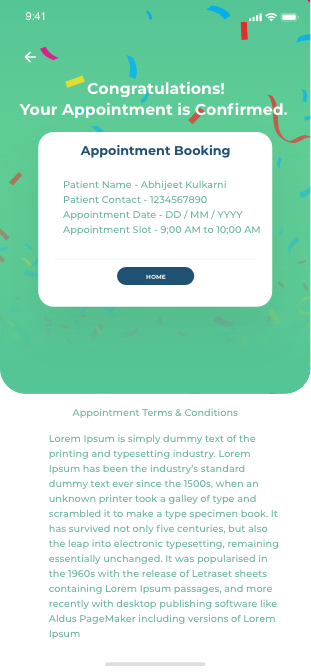 9:41
Congratulations!
Your Appointment is Confirmed.
Appointment Booking
Patient Name - Abhijeet Kulkarni
Patient Contact - 1234567890
Appointment Date - DD / MM / YYYY
Appointment Slot - 9;00 AM to 10;00 AM
HOME
Appointment Terms & Conditions
Lorem Ipsum is simply dummy text of the
printing and typesetting industry. Lorem
Ipsum has been the industry's standard
dummy text ever since the 1500s, when an
unknown printer took a galley of type and
scrambled it to make a type specimen book. It
has survived not only five centuries, but also
the leap into electronic typesetting, remaining
essentially unchanged. It was popularised in
the 1960s with the release of Letraset sheets
containing Lorem Ipsum passages, and more
recently with desktop publishing software like
Aldus PageMaker including versions of Lorem
Ipsum